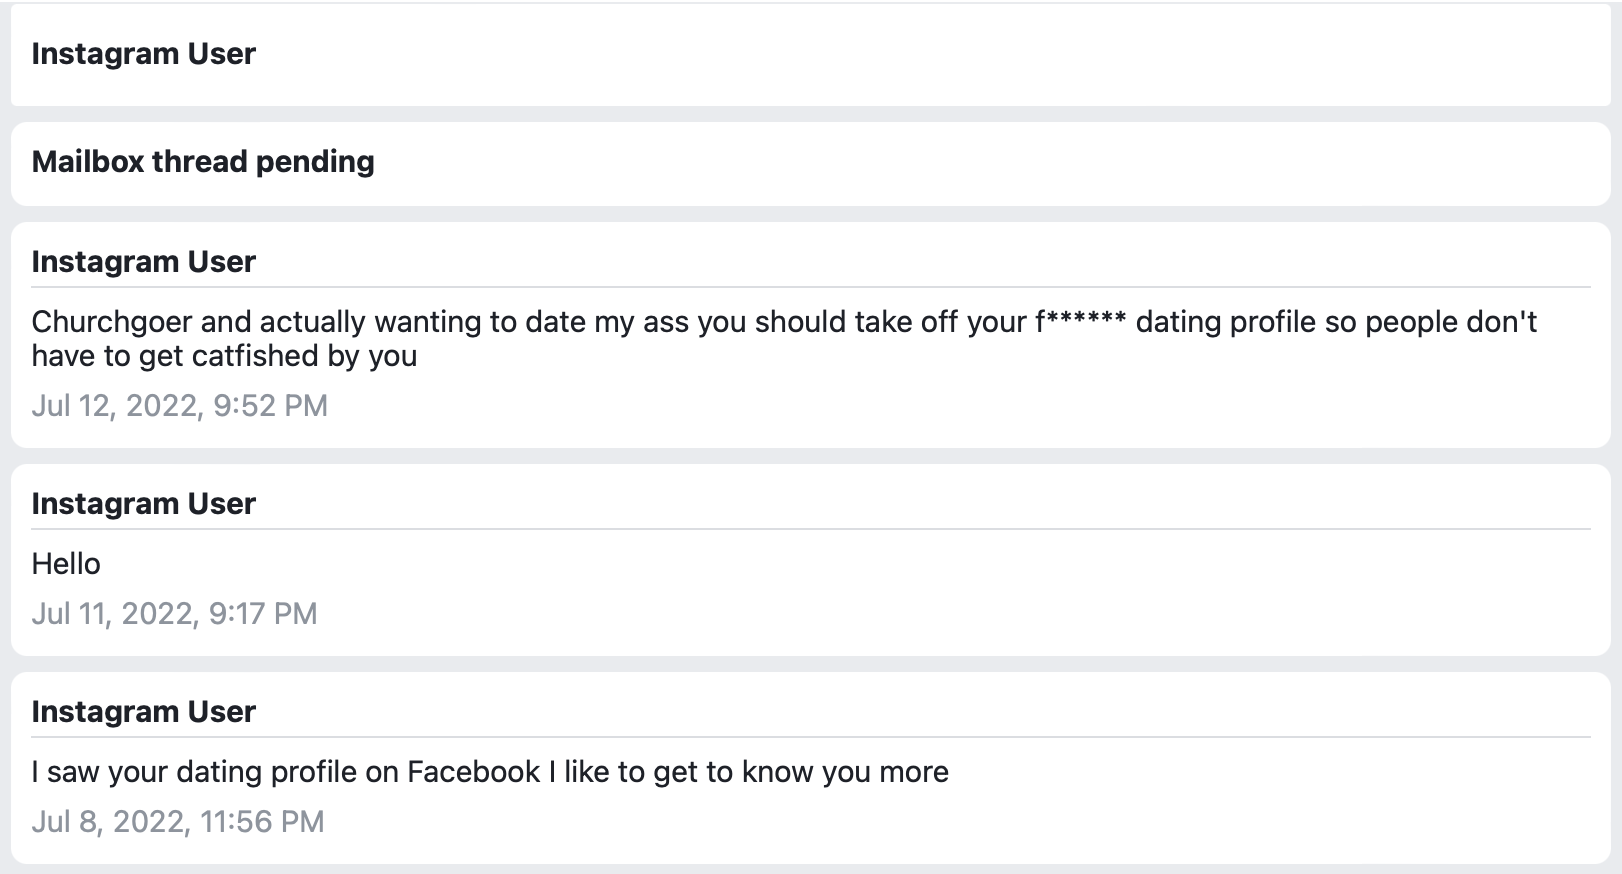 Instagram User
Mailbox thread pending
Instagram User
Churchgoer and actually wanting to date my ass you should take off your f****** dating profile so people don't
have to get catfished by you
Jul 12, 2022, 9:52 PM
Instagram User
Hello
Jul 11, 2022, 9:17 PM
Instagram User
I saw your dating profile on Facebook I like to get to know you more
Jul 8, 2022, 11:56 PM